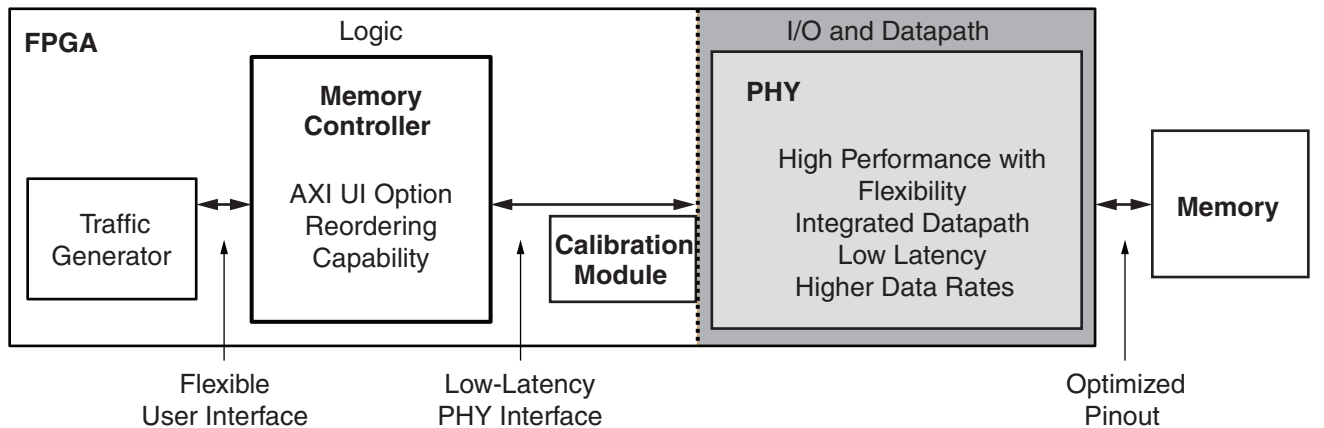 FPGA
Logic
I/O and Datapath
Memory
Controller
AXI UI Option
Reordering
Capability
Traffic
Generator
Calibration
Module
PHY
High Performance with
Flexibility
Integrated Datapath
Low Latency
Higher Data Rates
Memory
Flexible
User Interface
Low-Latency
PHY Interface
Optimized
Pinout